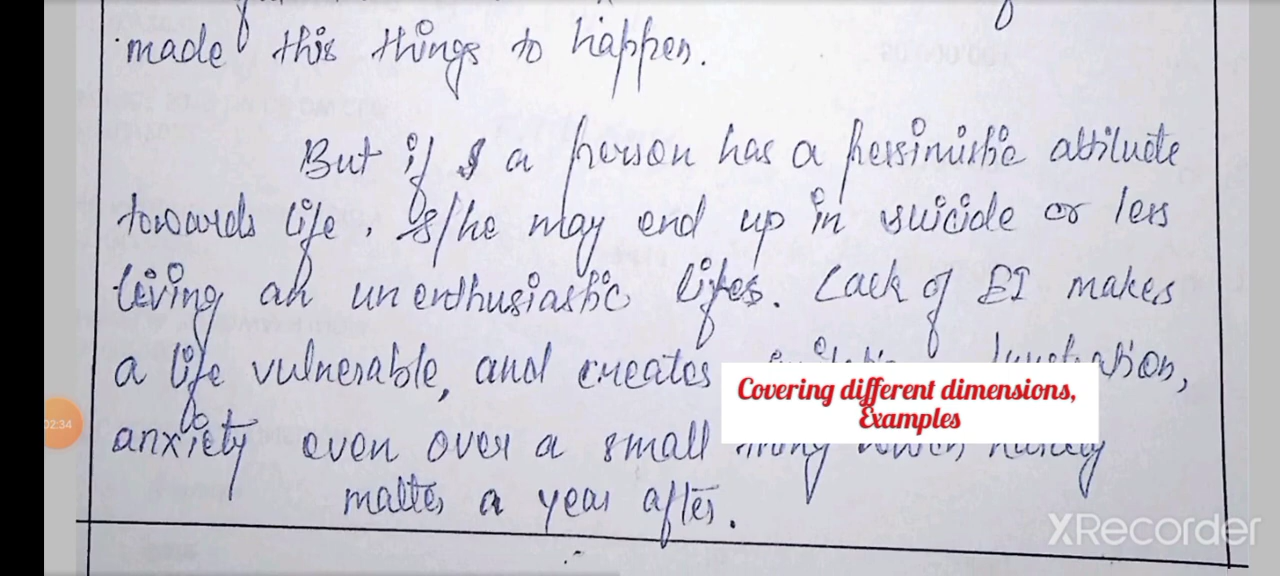 made this things to happen.
But if a person has a pessimistic attitude
towards life, s/he may end up in suicide or less
living an unenthusiastic lifes. Lack of EI makes
a life vulnerable, and creates
Covering different dimensions,
Examples
anxiety even over a small
matter a year after.
02:34
XRecorder